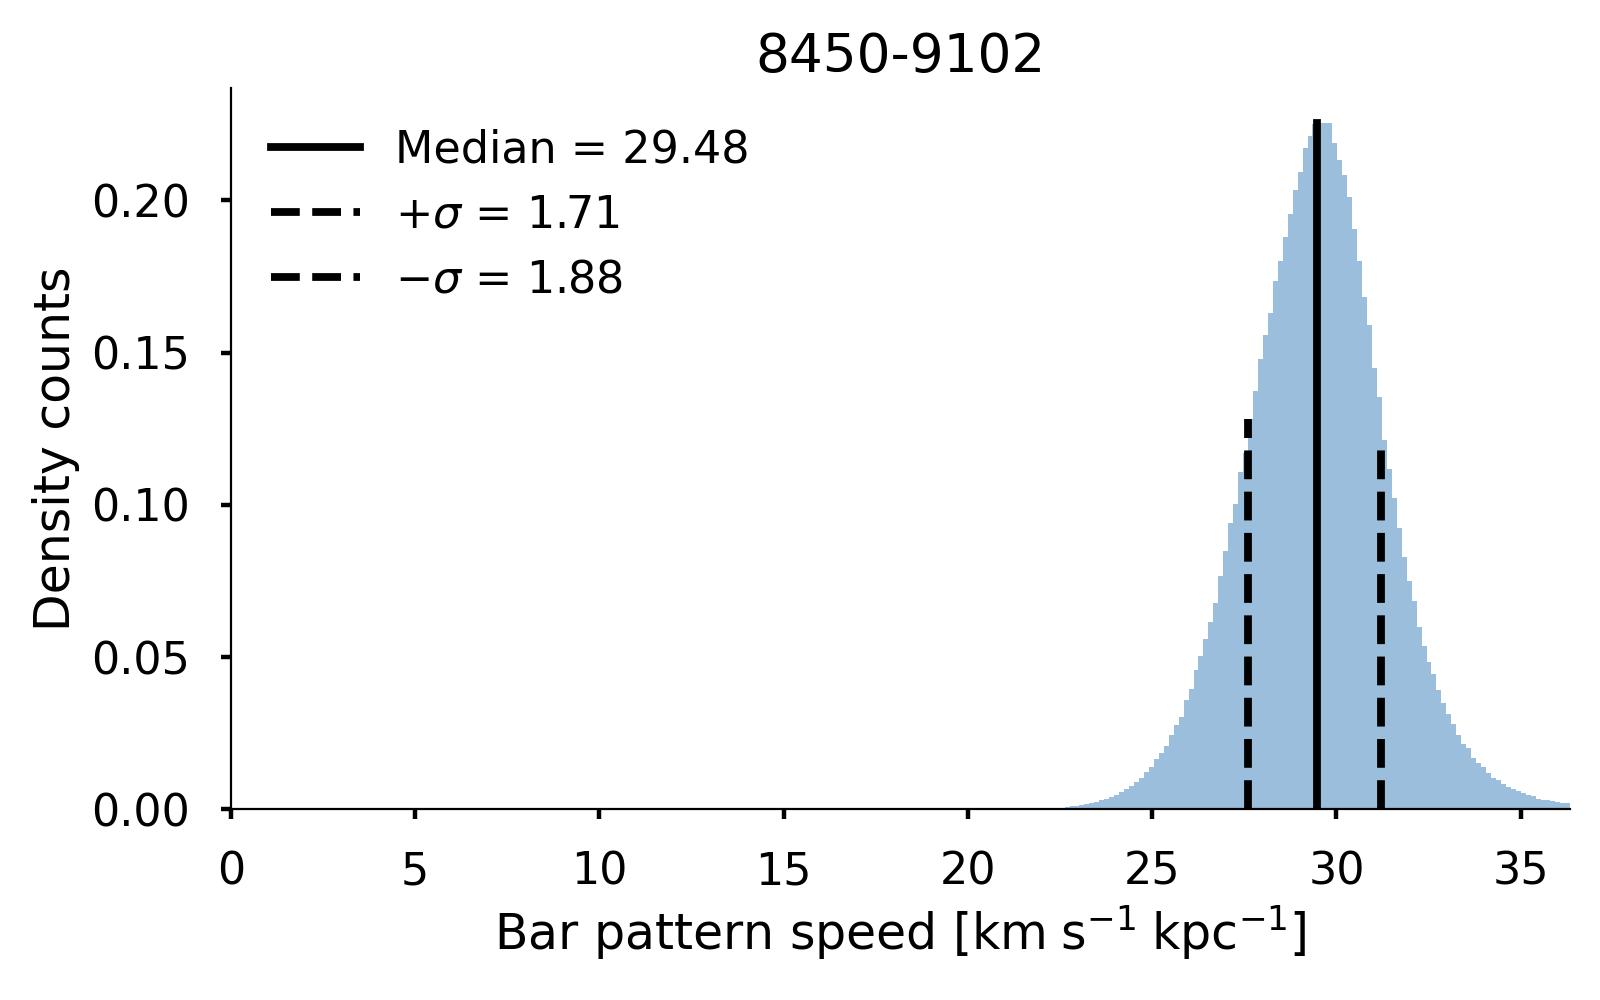 8450-9102
Median = 29.48
+σ = 1.71
−σ = 1.88
Density counts
0.20
0.15
0.10
0.05
0.00
0 5 10 15 20 25 30 35
Bar pattern speed [km s⁻¹ kpc⁻¹]